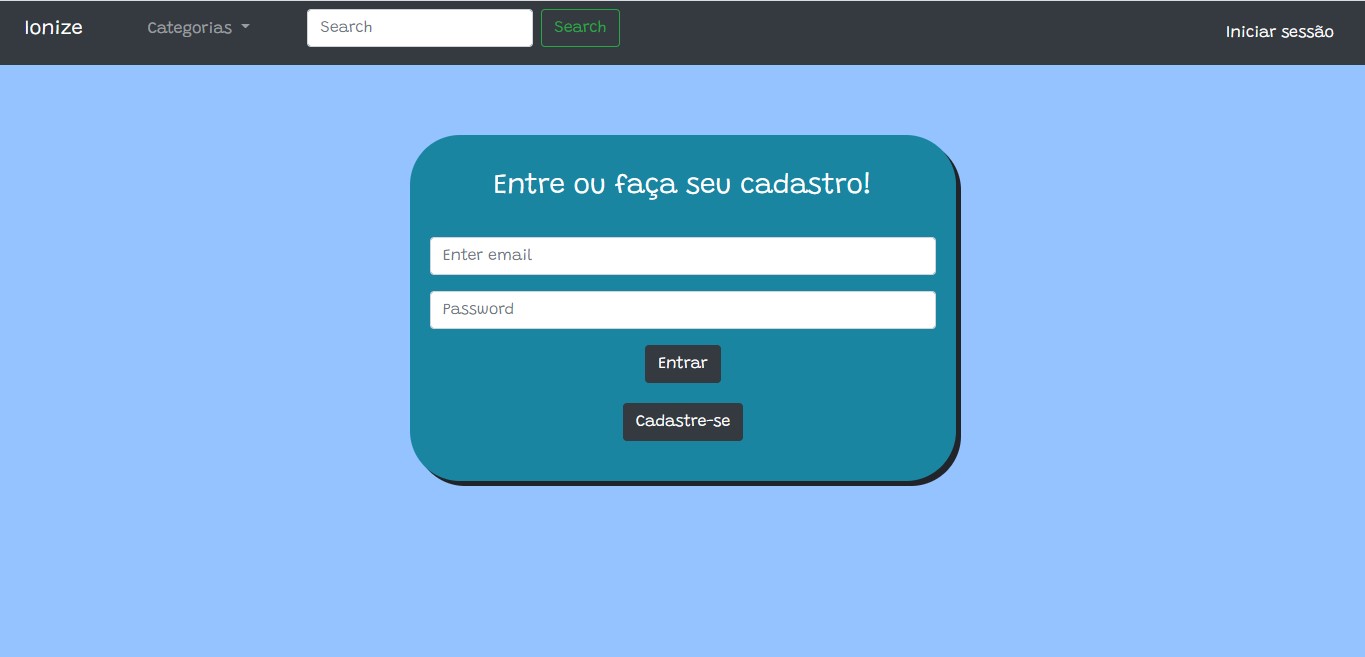 Ionize
Categorias
Search
Search
Iniciar sessão
Entre ou faça seu cadastro!
Enter email
Password
Entrar
Cadastre-se